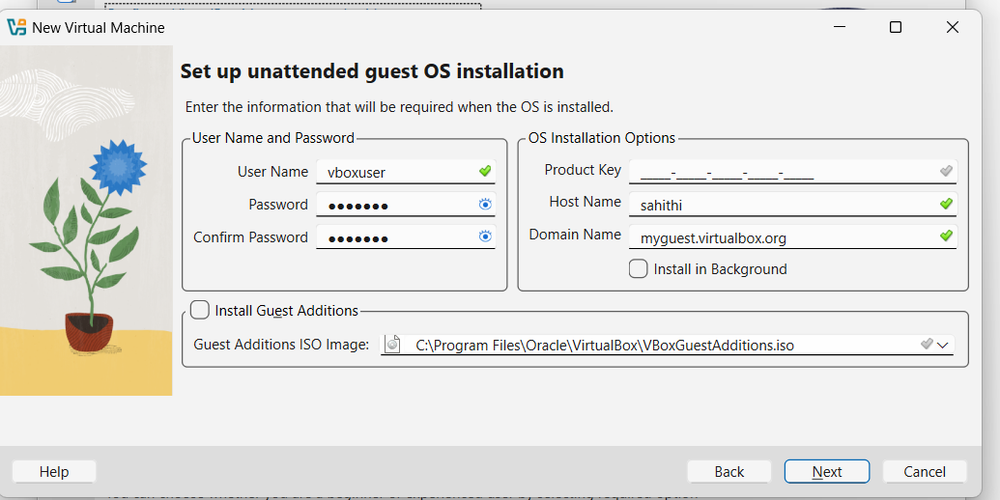 New Virtual Machine
Set up unattended guest OS installation
Enter the information that will be required when the OS is installed.
User Name and Password
User Name vboxuser
Password ●●●●●●●
Confirm Password ●●●●●●●
OS Installation Options
Product Key _____-_____-_____-_____-_____
Host Name sahithi
Domain Name myguest.virtualbox.org
Install in Background
Install Guest Additions
Guest Additions ISO Image: C:\Program Files\Oracle\VirtualBox\VBoxGuestAdditions.iso
Help Back Next Cancel